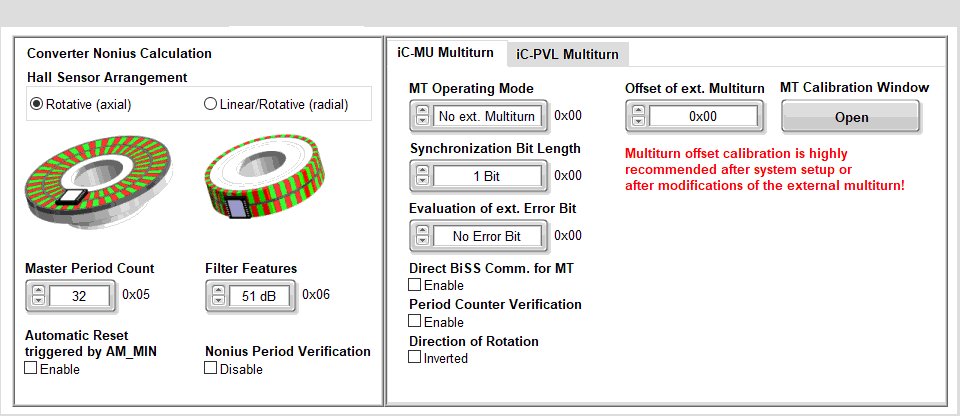 Converter Nonius Calculation
Hall Sensor Arrangement
Rotative (axial)
Linear/Rotative (radial)
Master Period Count
32
0x05
Filter Features
51 dB
0x06
Automatic Reset
triggered by AM_MIN
Enable
Nonius Period Verification
Disable
iC-MU Multiturn
iC-PVL Multiturn
MT Operating Mode
No ext. Multiturn
0x00
Synchronization Bit Length
1 Bit
0x00
Evaluation of ext. Error Bit
No Error Bit
0x00
Direct BiSS Comm. for MT
Enable
Period Counter Verification
Enable
Direction of Rotation
Inverted
Offset of ext. Multiturn
0x00
MT Calibration Window
Open
Multiturn offset calibration is highly
recommended after system setup or
after modifications of the external multiturn!